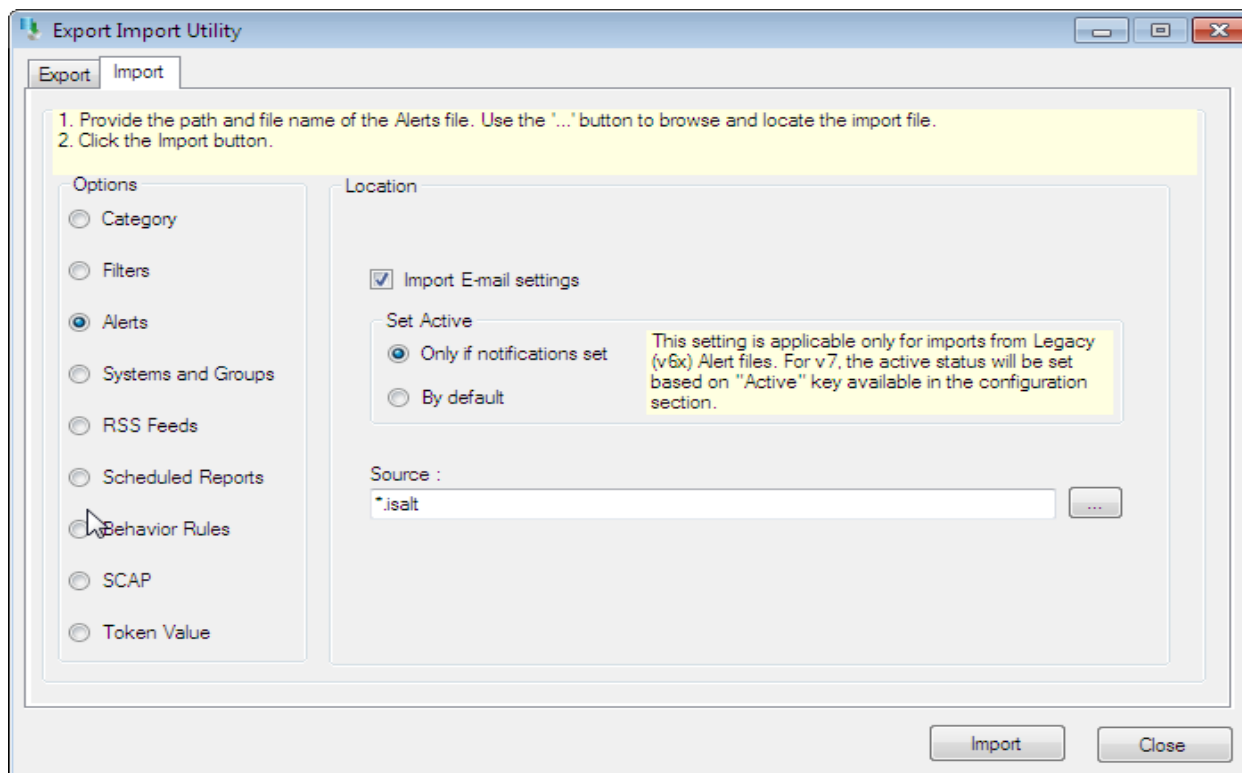 Export Import Utility
Export
Import
1. Provide the path and file name of the Alerts file. Use the '...' button to browse and locate the import file.
2. Click the Import button.
Options
Category
Filters
Alerts
Systems and Groups
RSS Feeds
Scheduled Reports
Behavior Rules
SCAP
Token Value
Location
Import E-mail settings
Set Active
Only if notifications set
By default
This setting is applicable only for imports from Legacy
(v6x) Alert files. For v7, the active status will be set
based on "Active" key available in the configuration
section.
Source :
*.isalt
...
Import
Close